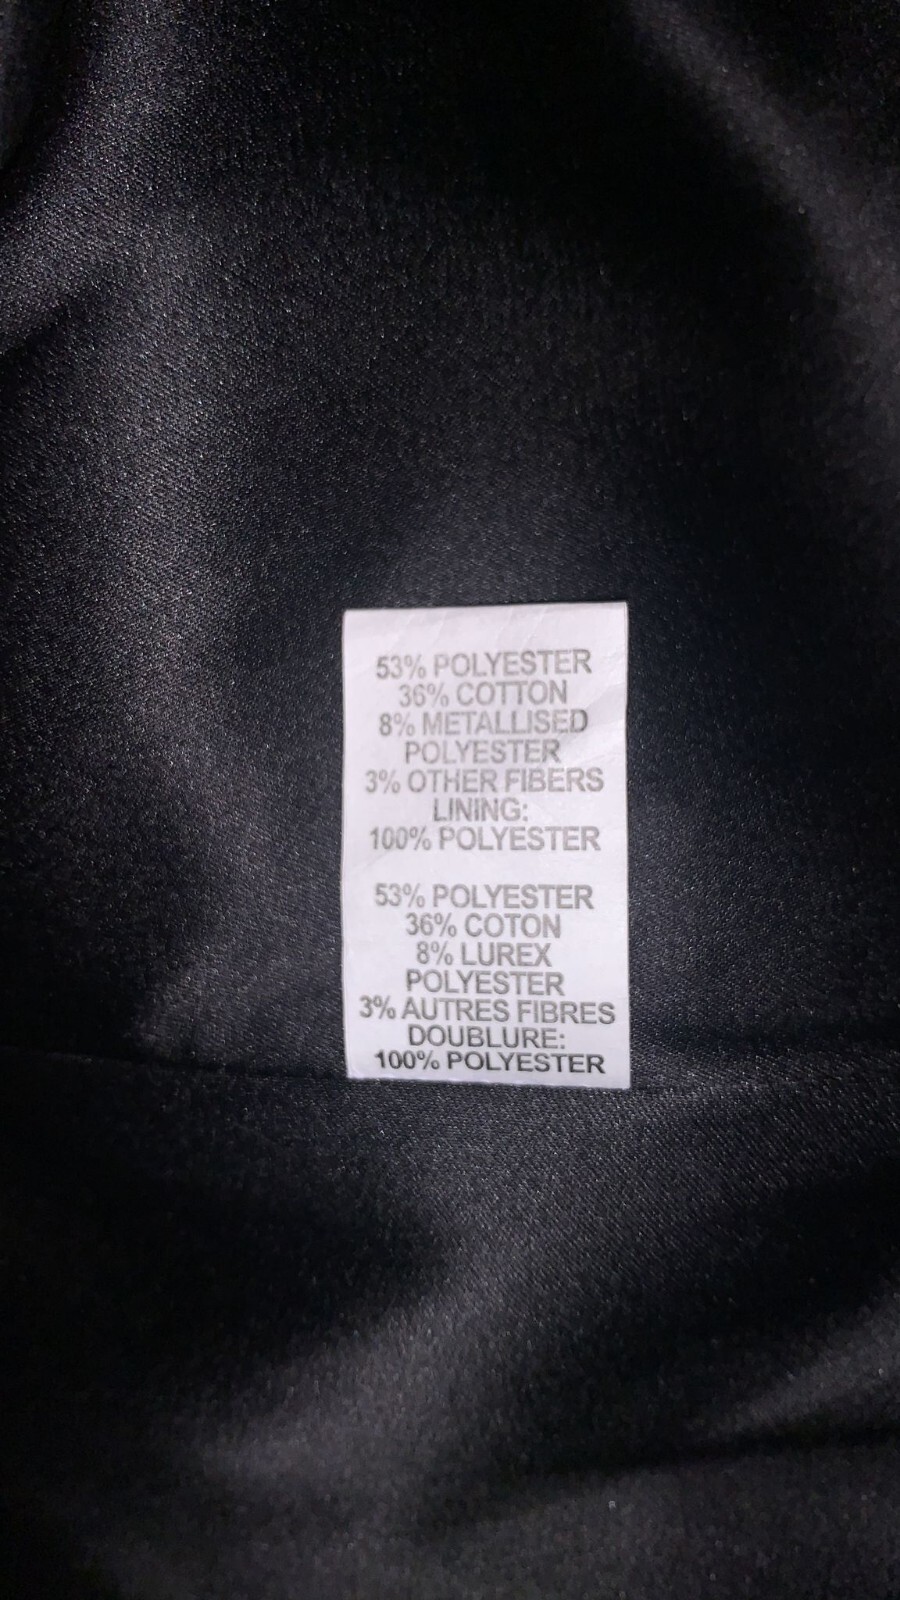 53% POLYESTER
36% COTTON
8% METALLISED
POLYESTER
3% OTHER FIBERS
LINING:
100% POLYESTER
53% POLYESTER
36% COTON
8% LUREX
POLYESTER
3% AUTRES FIBRES
DOUBLURE:
100% POLYESTER